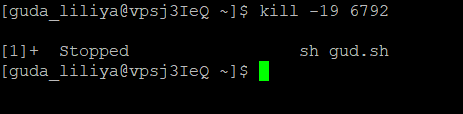 [guda_liliya@vpsj3IeQ ~]$ kill -19 6792
[1]+  Stopped                 sh gud.sh
[guda_liliya@vpsj3IeQ ~]$